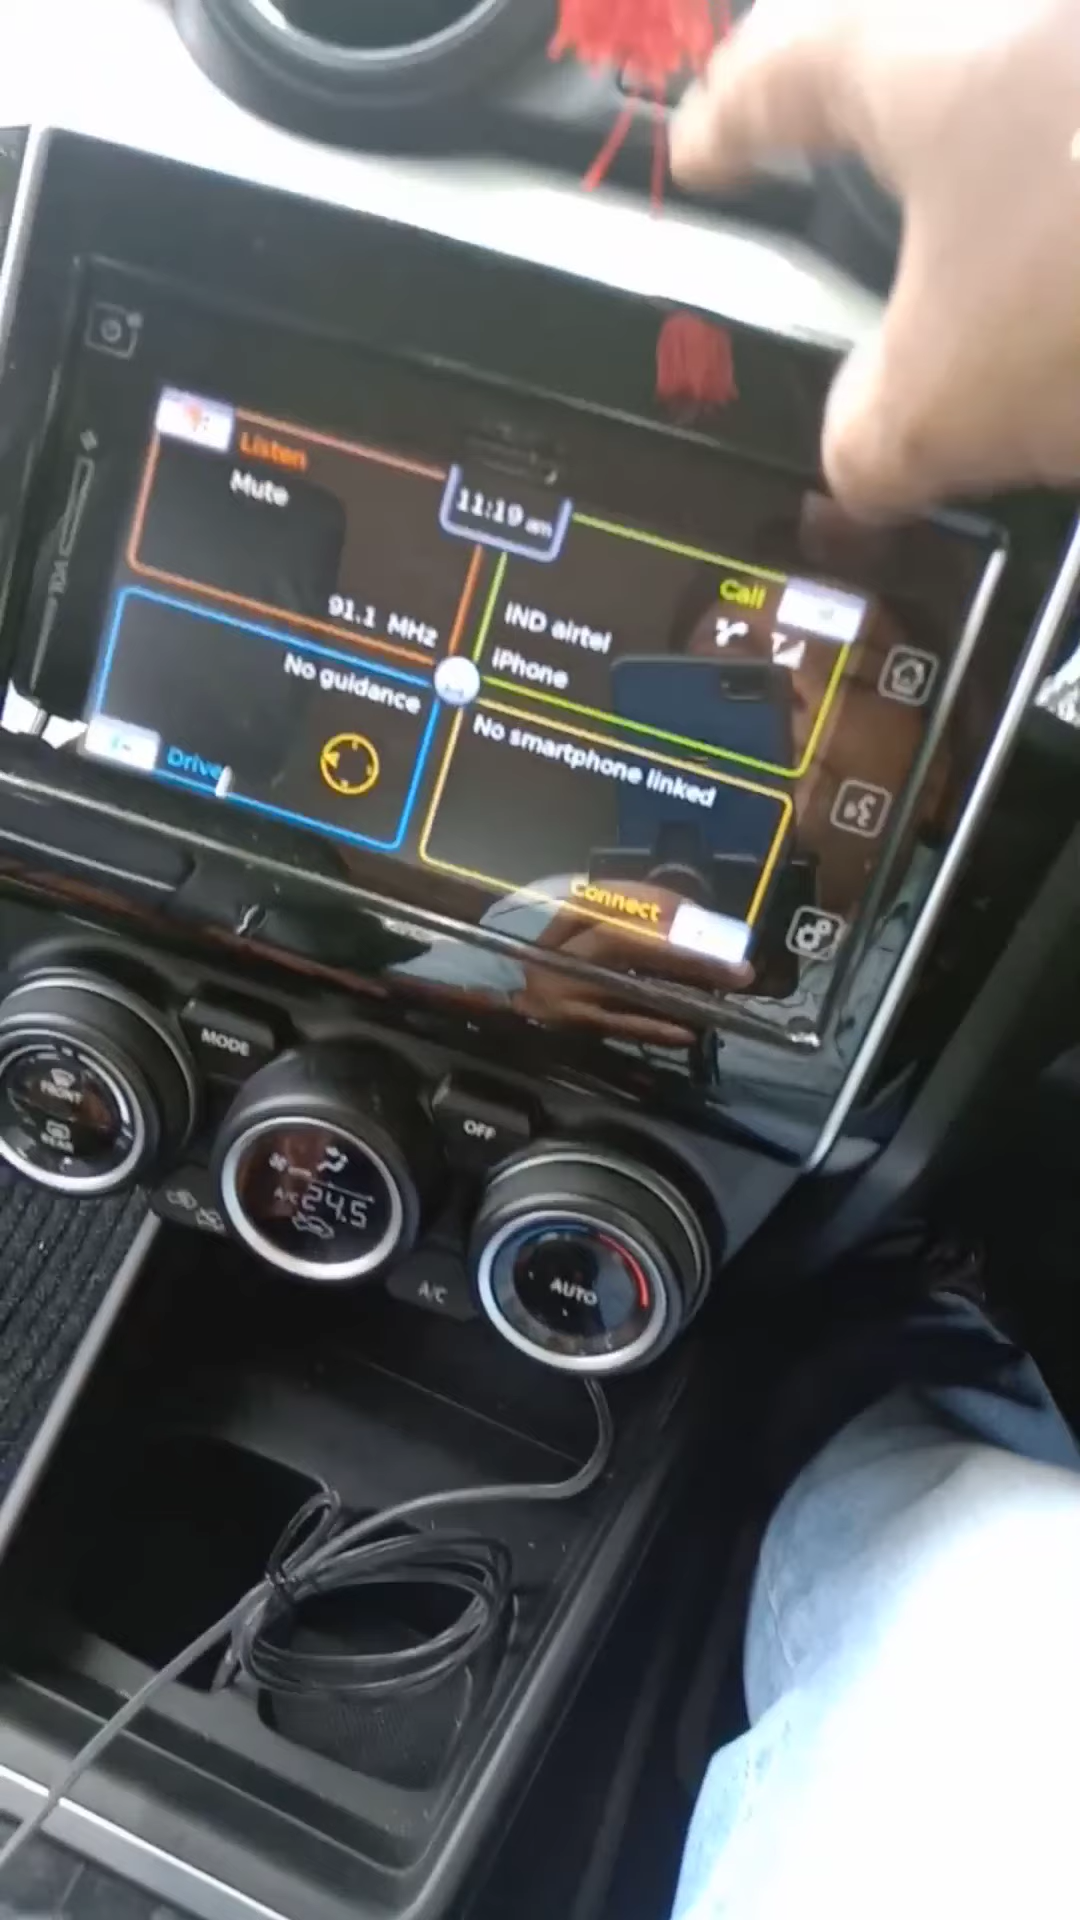 Listen
Mute
11:19 am
91.1 MHz
Call
IND airtel
iPhone
No guidance
Drive
No smartphone linked
Connect
VOL
MODE
OFF
FRONT
REAR
A/C 24.5
A/C
AUTO